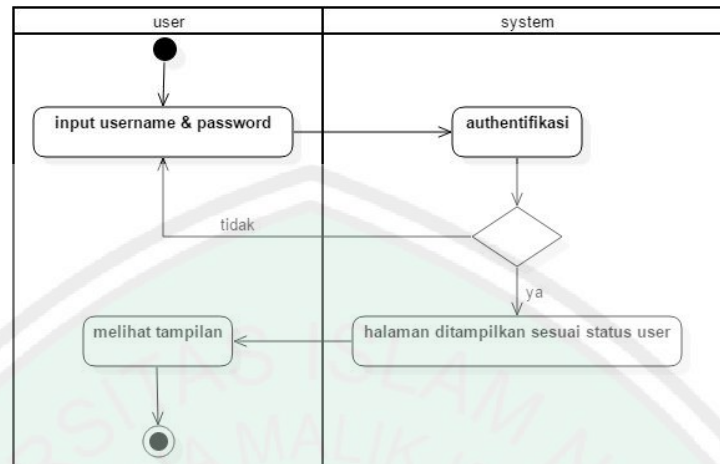 user
system
input username & password
authentifikasi
tidak
ya
melihat tampilan
halaman ditampilkan sesuai status user